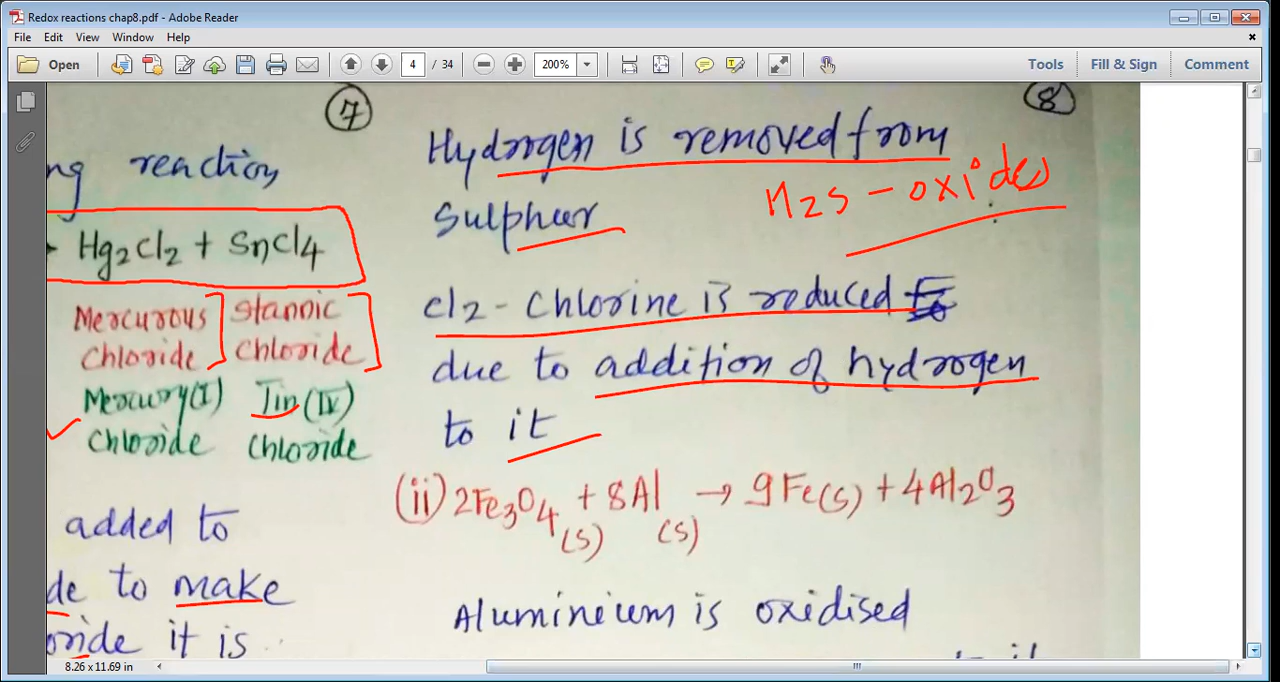 Redox reactions chap8.pdf - Adobe Reader
File Edit View Window Help
Open 4 / 34 200% Tools Fill & Sign Comment
7
ng reaction
Hg2Cl2 + SnCl4
Mercurous Stannic
Chloride chloride
Mercury(I) Tin(IV)
Chloride Chloride
added to
de to make
oride it is
8
Hydrogen is removed from
Sulphur
H2S - oxides
Cl2 - Chlorine is reduced
due to addition of hydrogen
to it
(ii) 2Fe3O4(s) + 8Al(s) → 9Fe(s) + 4Al2O3
Aluminium is oxidised
8.26 x 11.69 in